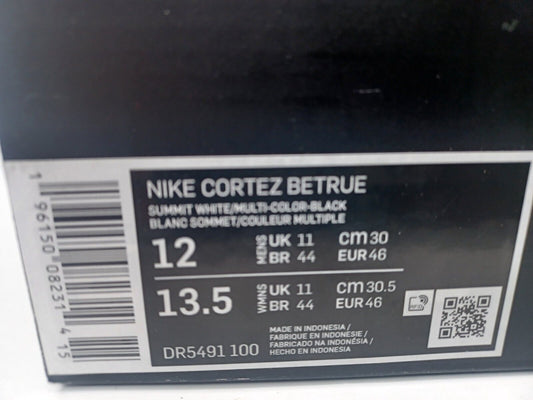 NIKE CORTEZ BETRUE
SUMMIT WHITE/MULTI-COLOR-BLACK
BLANC SOMMET/COULEUR MULTIPLE
12 MENS UK 11 cm 30
BR 44 EUR 46
13.5 WMNS UK 11 cm 30.5
BR 44 EUR 46
MADE IN INDONESIA /
FABRIQUE EN INDONESIE /
FABRICADO NA INDONÉSIA /
HECHO EN INDONESIA
DR5491 100
1 96150 08231 4 15